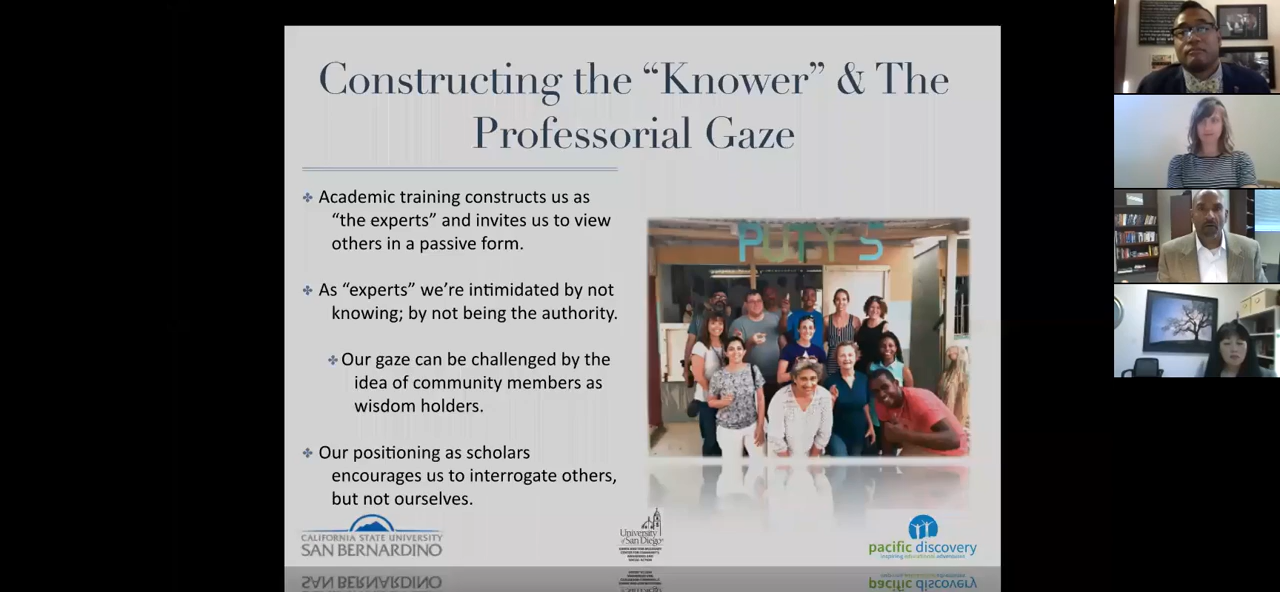 Constructing the “Knower” & The
Professorial Gaze
Academic training constructs us as
“the experts” and invites us to view
others in a passive form.
As “experts” we’re intimidated by not
knowing; by not being the authority.
Our gaze can be challenged by the
idea of community members as
wisdom holders.
Our positioning as scholars
encourages us to interrogate others,
but not ourselves.
PUTY 5
CALIFORNIA STATE UNIVERSITY
SAN BERNARDINO
University
of San Diego
pacific discovery